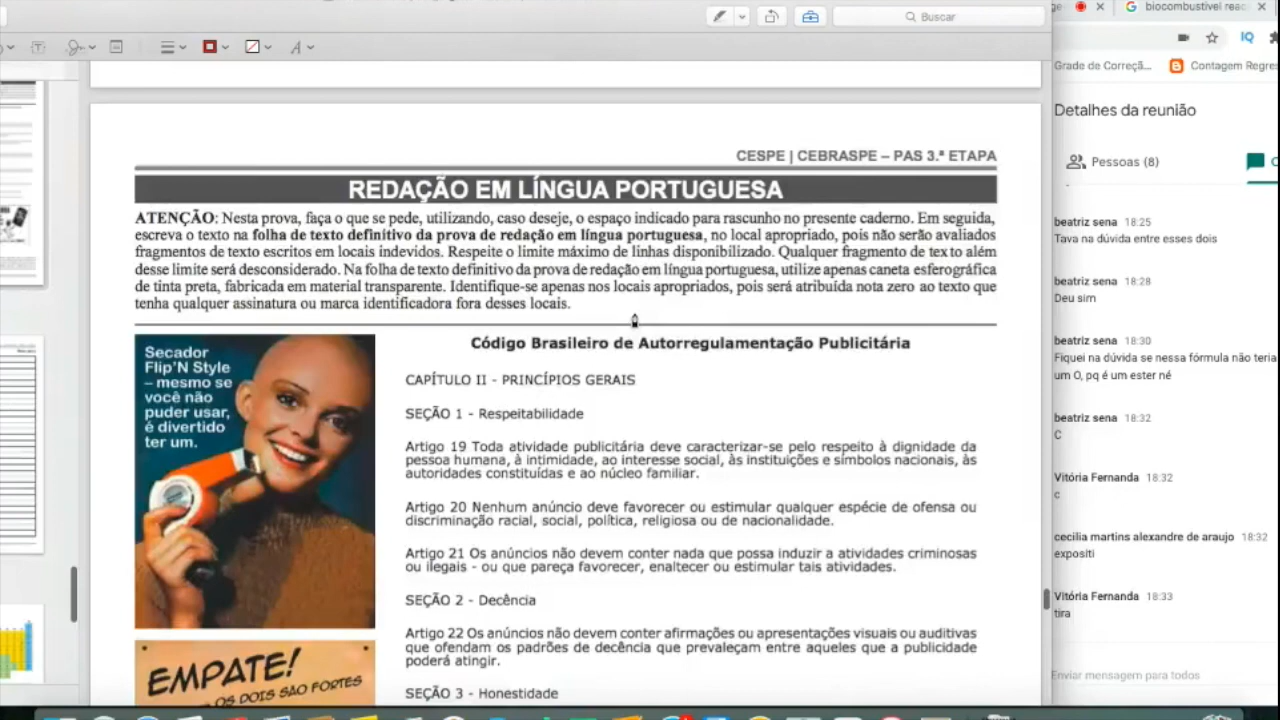 Buscar
biocombustível reac
Grade de Correçã...
Contagem Regres
CESPE | CEBRASPE – PAS 3.ª ETAPA
REDAÇÃO EM LÍNGUA PORTUGUESA
ATENÇÃO: Nesta prova, faça o que se pede, utilizando, caso deseje, o espaço indicado para rascunho no presente caderno. Em seguida,
escreva o texto na folha de texto definitivo da prova de redação em língua portuguesa, no local apropriado, pois não serão avaliados
fragmentos de texto escritos em locais indevidos. Respeite o limite máximo de linhas disponibilizado. Qualquer fragmento de texto além
desse limite será desconsiderado. Na folha de texto definitivo da prova de redação em língua portuguesa, utilize apenas caneta esferográfica
de tinta preta, fabricada em material transparente. Identifique-se apenas nos locais apropriados, pois será atribuída nota zero ao texto que
tenha qualquer assinatura ou marca identificadora fora desses locais.
Secador
Flip'N Style
– mesmo se
você não
puder usar,
é divertido
ter um.
EMPATE!
OS DOIS SÃO FORTES
Código Brasileiro de Autorregulamentação Publicitária
CAPÍTULO II - PRINCÍPIOS GERAIS
SEÇÃO 1 - Respeitabilidade
Artigo 19 Toda atividade publicitária deve caracterizar-se pelo respeito à dignidade da
pessoa humana, à intimidade, ao interesse social, às instituições e símbolos nacionais, às
autoridades constituídas e ao núcleo familiar.
Artigo 20 Nenhum anúncio deve favorecer ou estimular qualquer espécie de ofensa ou
discriminação racial, social, política, religiosa ou de nacionalidade.
Artigo 21 Os anúncios não devem conter nada que possa induzir a atividades criminosas
ou ilegais - ou que pareça favorecer, enaltecer ou estimular tais atividades.
SEÇÃO 2 - Decência
Artigo 22 Os anúncios não devem conter afirmações ou apresentações visuais ou auditivas
que ofendam os padrões de decência que prevaleçam entre aqueles que a publicidade
poderá atingir.
SEÇÃO 3 - Honestidade
Detalhes da reunião
Pessoas (8)
beatriz sena 18:25
Tava na dúvida entre esses dois
beatriz sena 18:28
Deu sim
beatriz sena 18:30
Fiquei na dúvida se nessa fórmula não teria
um O, pq é um ester né
beatriz sena 18:32
C
Vitória Fernanda 18:32
c
cecilia martins alexandre de araujo 18:32
expositi
Vitória Fernanda 18:33
tira
Enviar mensagem para todos